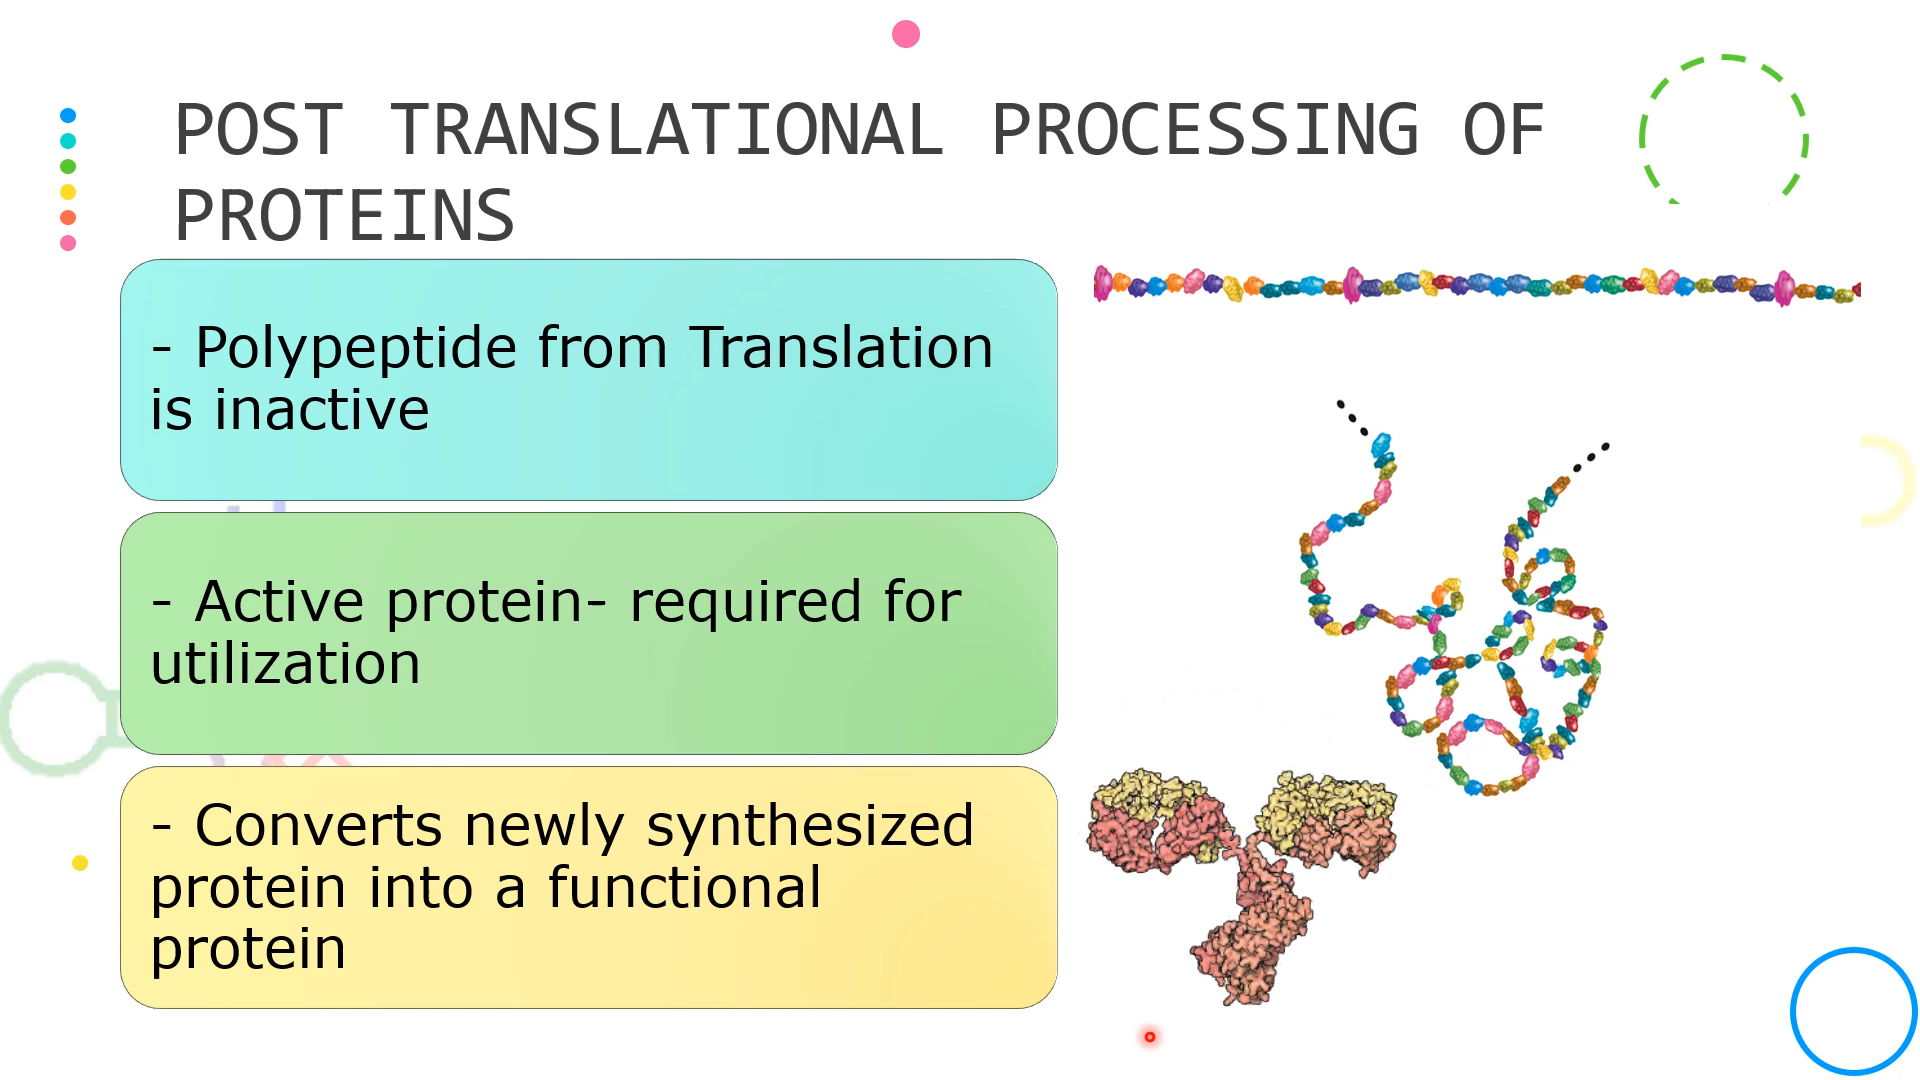 POST TRANSLATIONAL PROCESSING OF
PROTEINS
- Polypeptide from Translation
is inactive
- Active protein- required for
utilization
- Converts newly synthesized
protein into a functional
protein